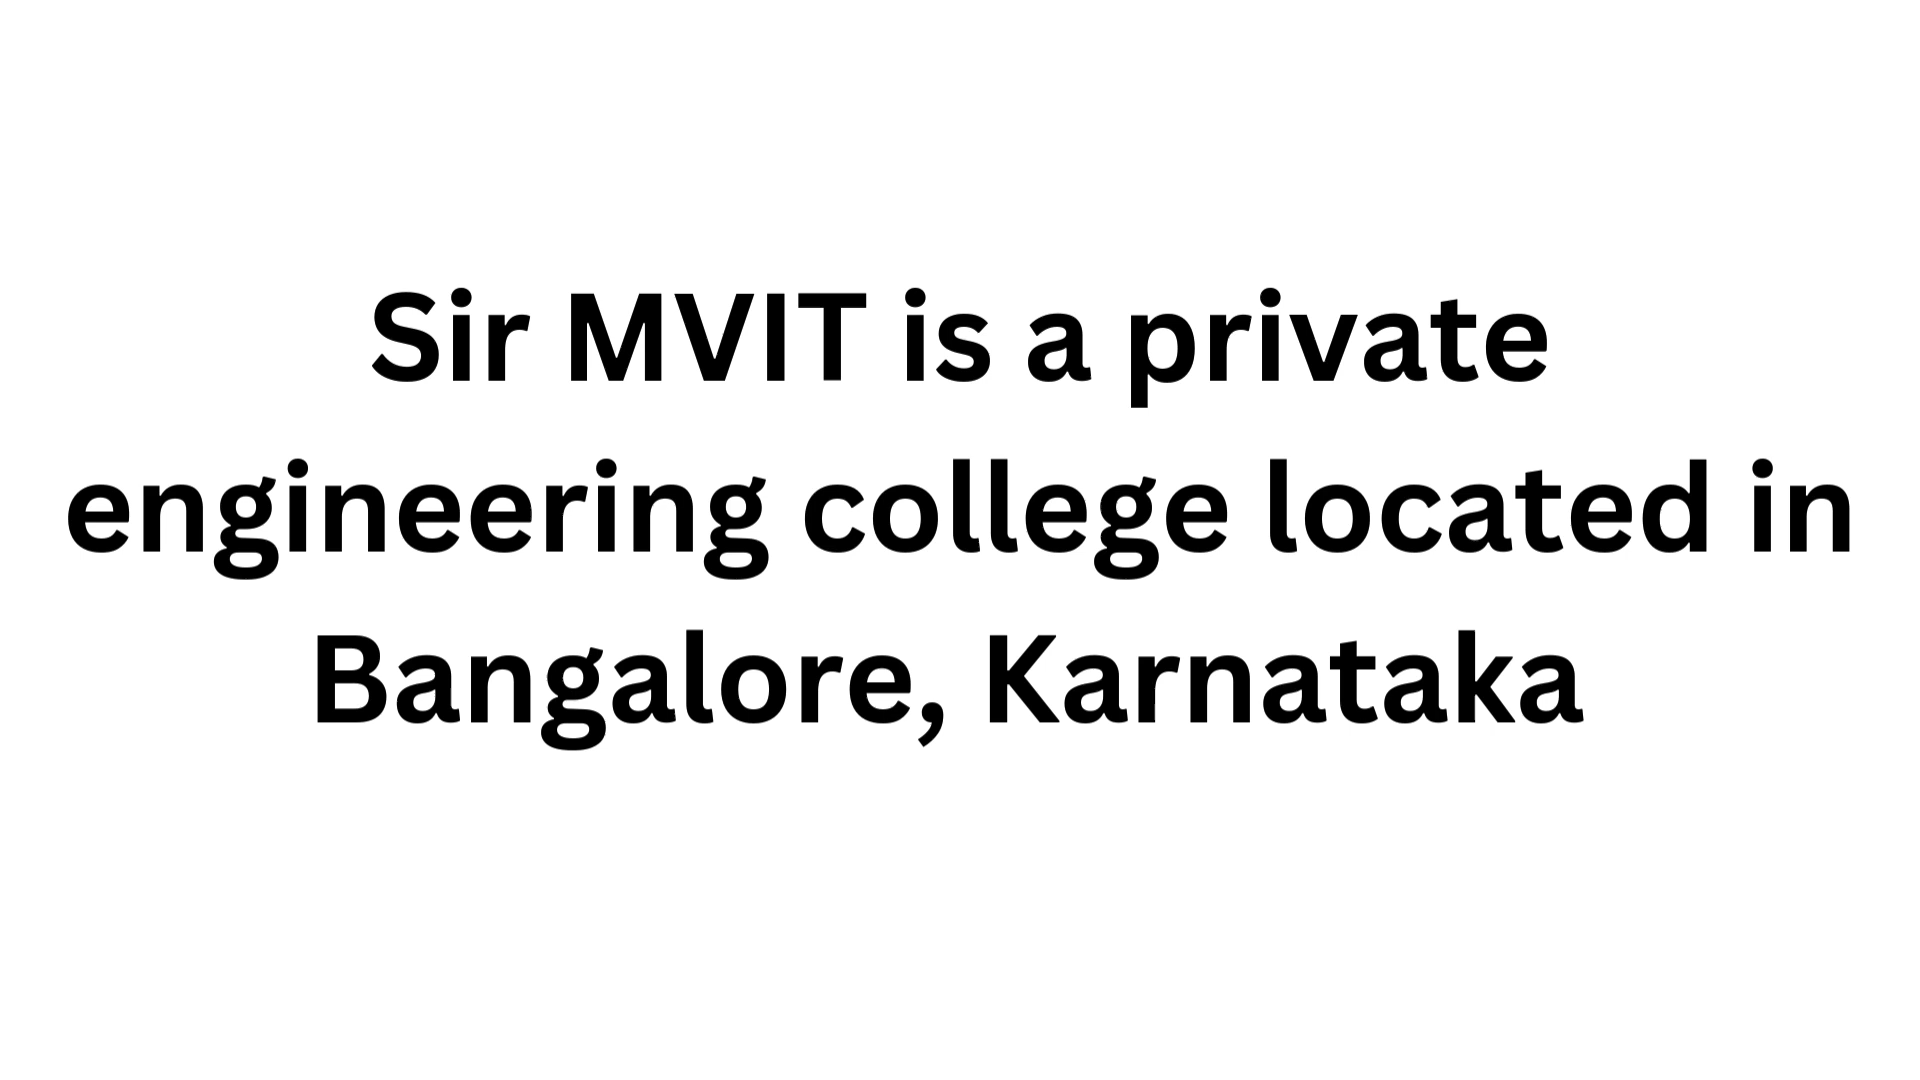 Sir MVIT is a private
engineering college located in
Bangalore, Karnataka